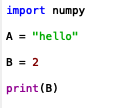 import numpy
A = "hello"
B = 2
print(B)